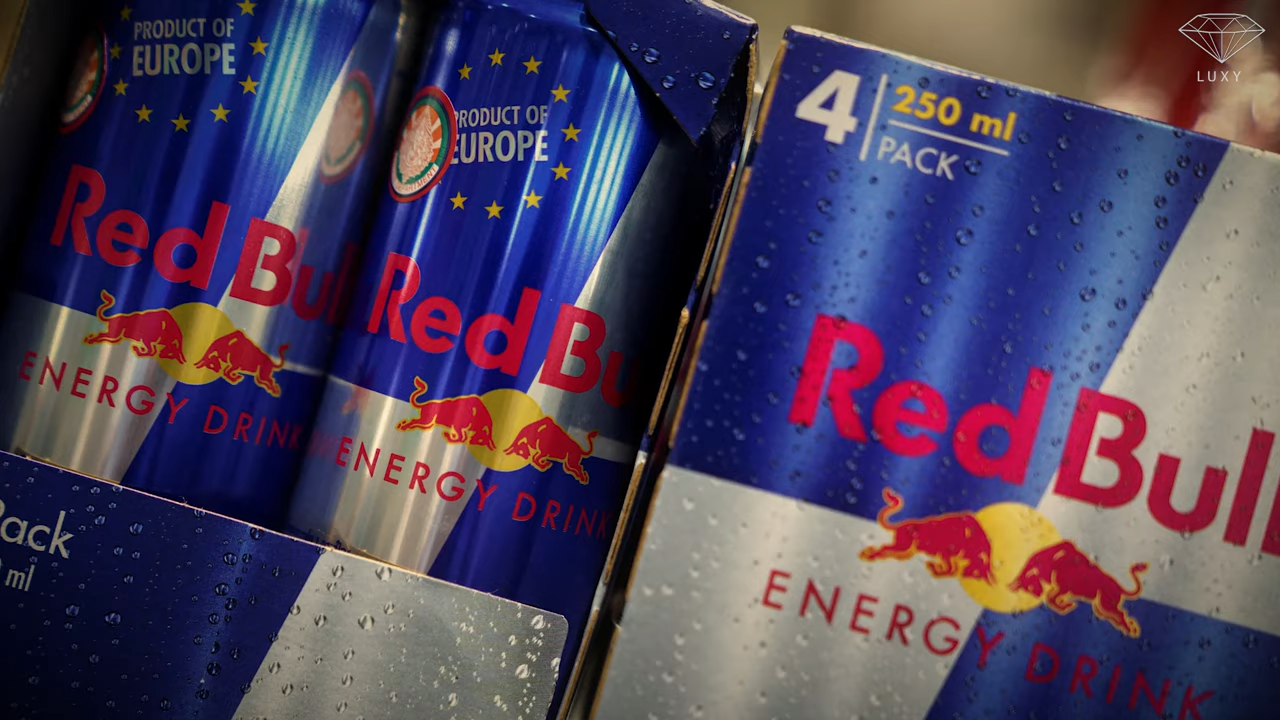 PRODUCT OF
EUROPE
Red Bul
ENERGY DRINK
PRODUCT OF
EUROPE
Red Bu
ENERGY DRINK
Pack
ml
4
250 ml
PACK
Red Bull
ENERGY DRINK
LUXY